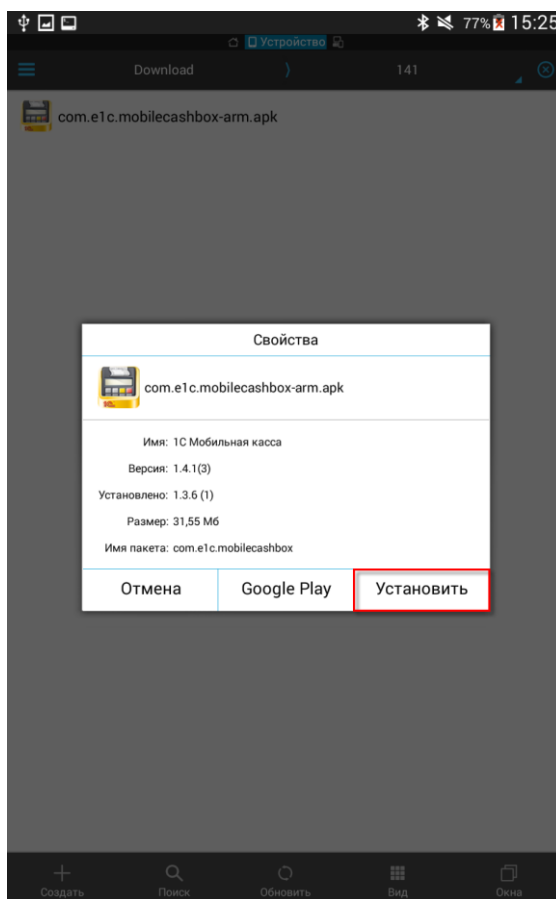 77% 15:25
Устройство
Download 141
com.e1c.mobilecashbox-arm.apk
Свойства
com.e1c.mobilecashbox-arm.apk
Имя: 1С Мобильная касса
Версия: 1.4.1(3)
Установлено: 1.3.6 (1)
Размер: 31,55 Мб
Имя пакета: com.e1c.mobilecashbox
Отмена Google Play Установить
Создать Поиск Обновить Вид Окна